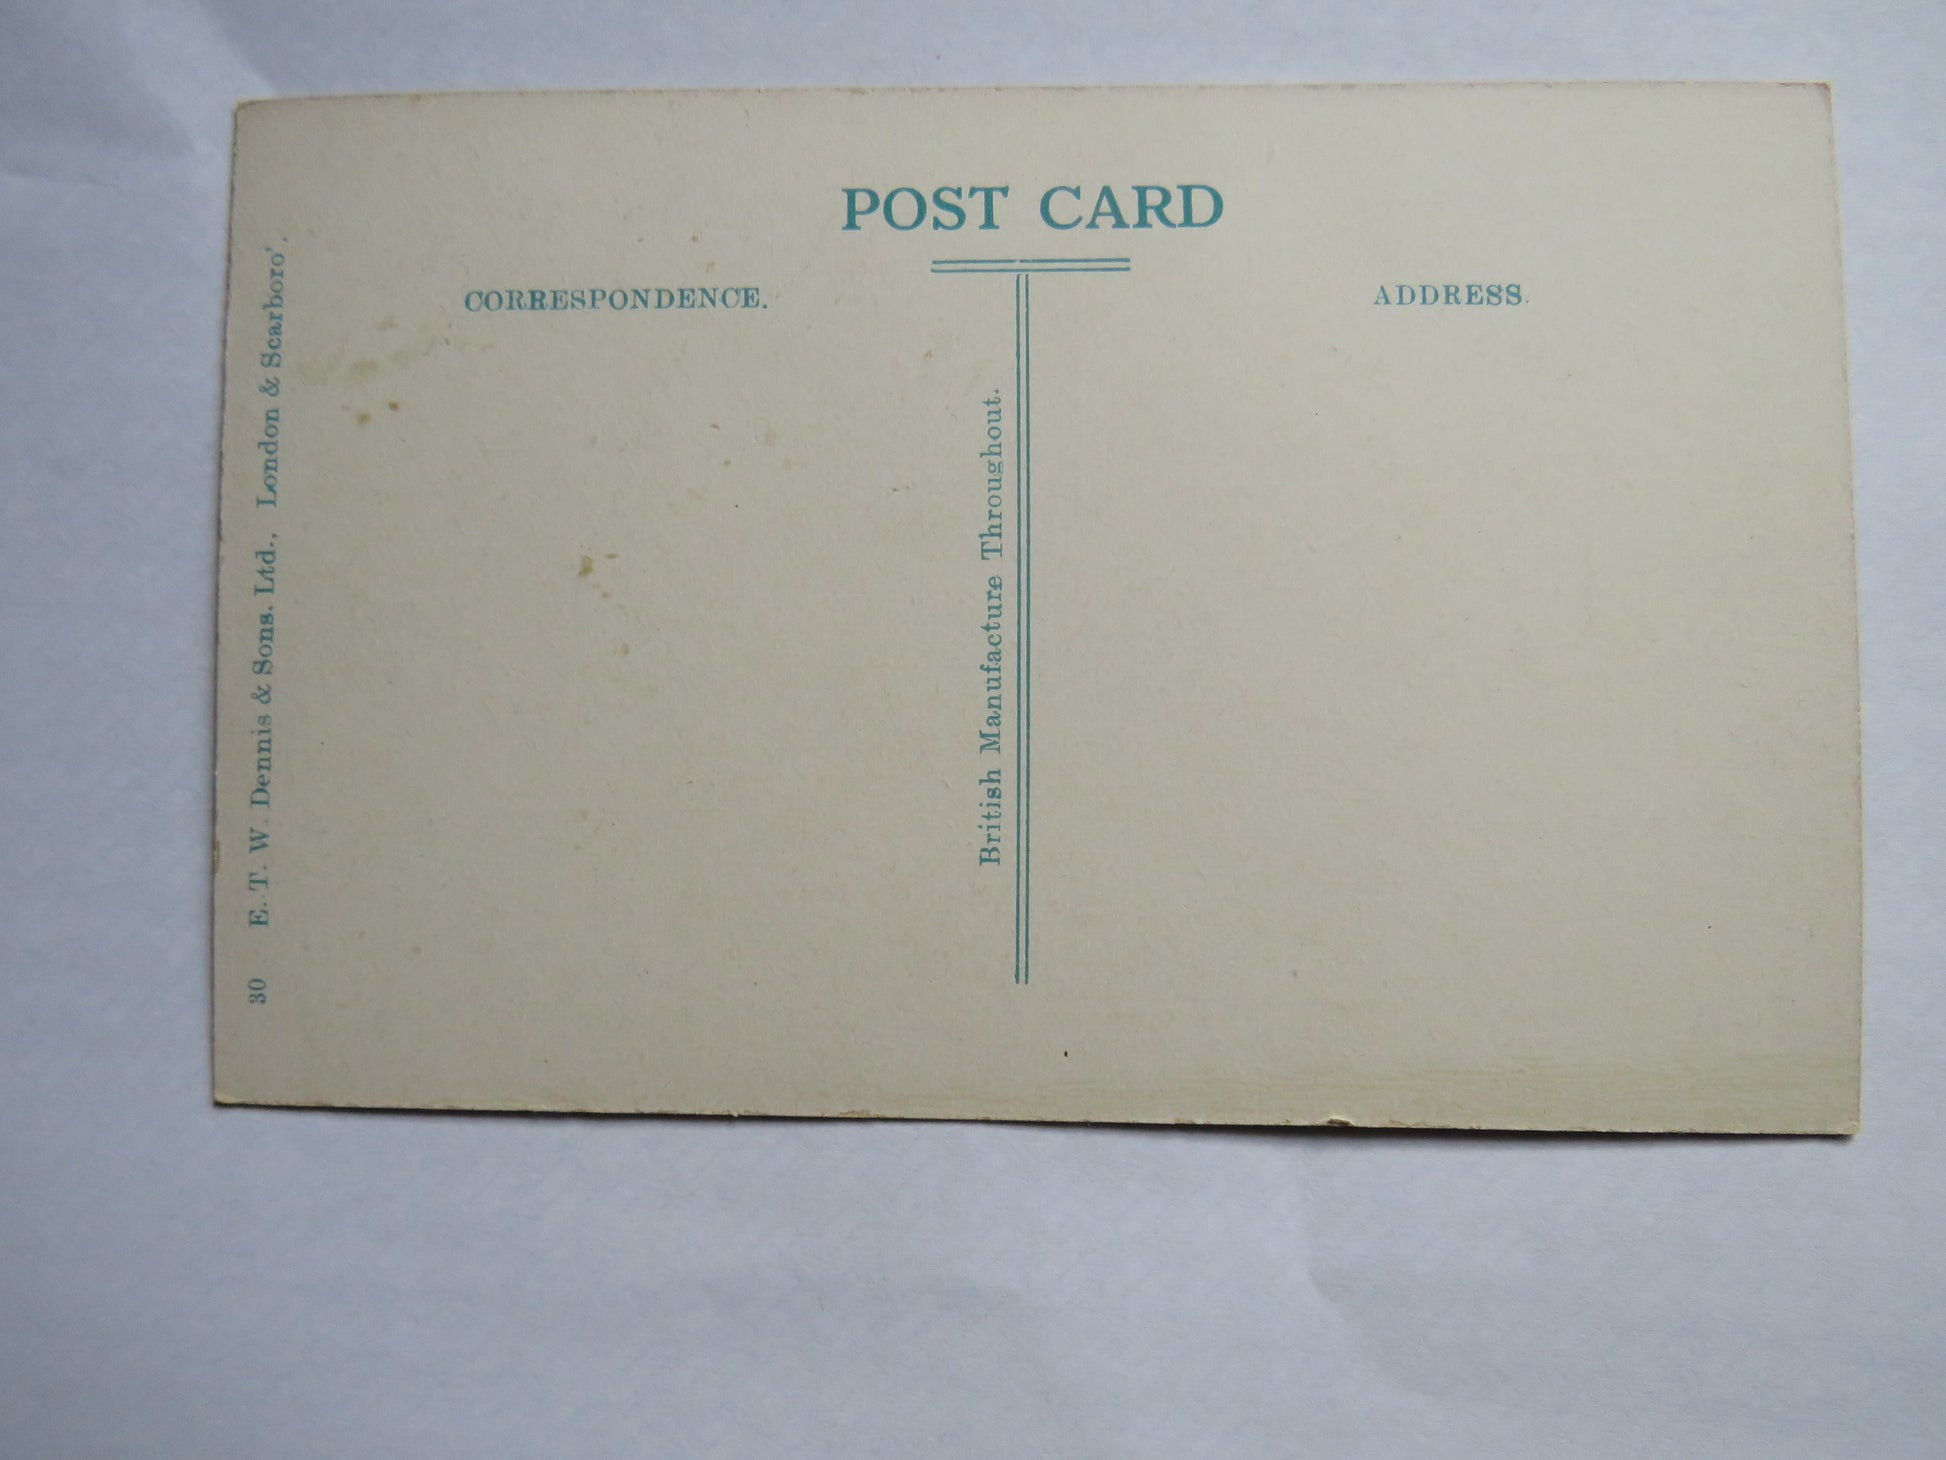 POST CARD
CORRESPONDENCE.
ADDRESS.
30 E. T. W. Dennis & Sons. Ltd., London & Scarboro'.
British Manufacture Throughout.